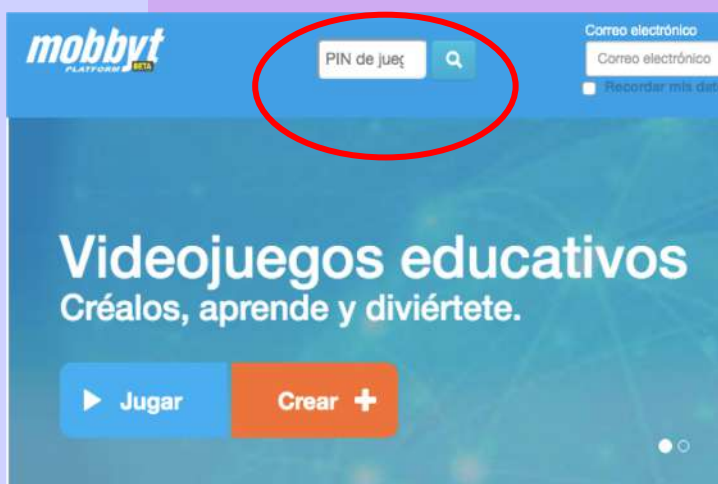 mobbyt
PLATFORM BETA
PIN de jueg
Correo electrónico
Correo electrónico
Recordar mis dat
Videojuegos educativos
Créalos, aprende y diviértete.
Jugar
Crear